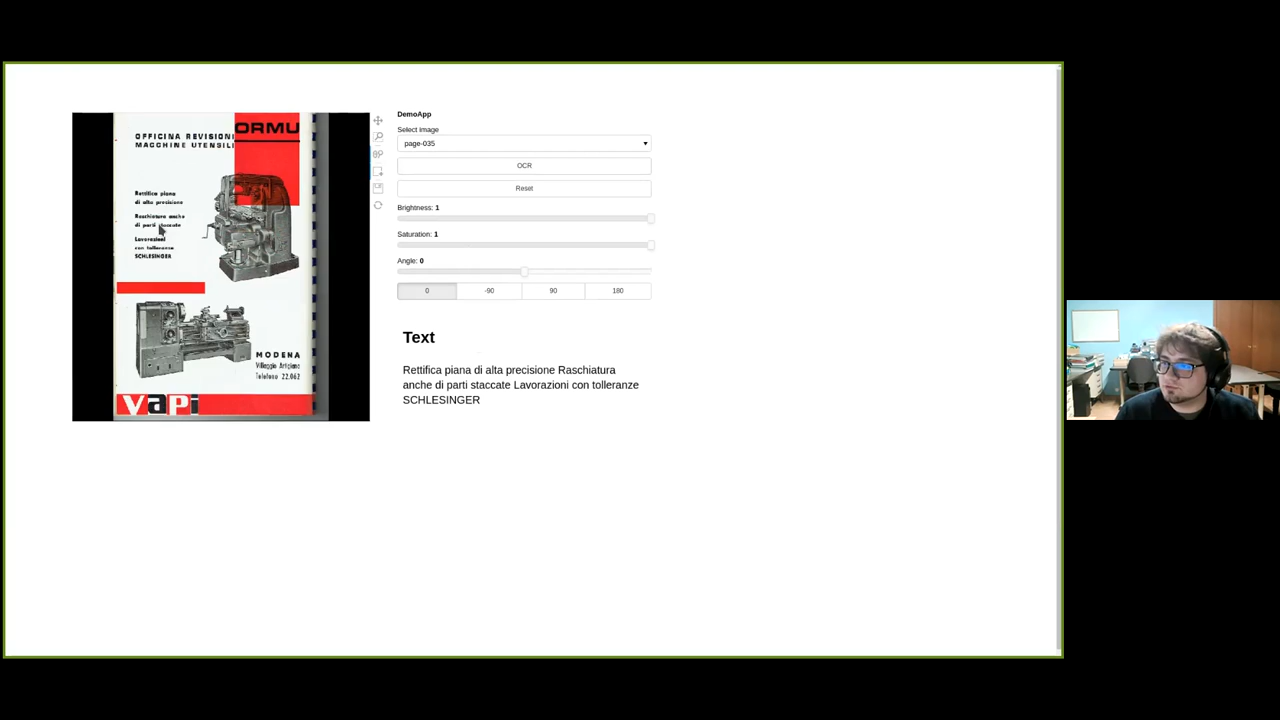 ORMU
OFFICINA REVISIONI
MACCHINE UTENSILI
Rettifica piana
di alta precisione
Raschiatura anche
di parti staccate
Lavorazioni
con tolleranze
SCHLESINGER
MODENA
Villaggio Artigiano
Telefono 22.062
vapi
DemoApp
Select image
page-035
OCR
Reset
Brightness: 1
Saturation: 1
Angle: 0
0 -90 90 180
Text
Rettifica piana di alta precisione Raschiatura
anche di parti staccate Lavorazioni con tolleranze
SCHLESINGER